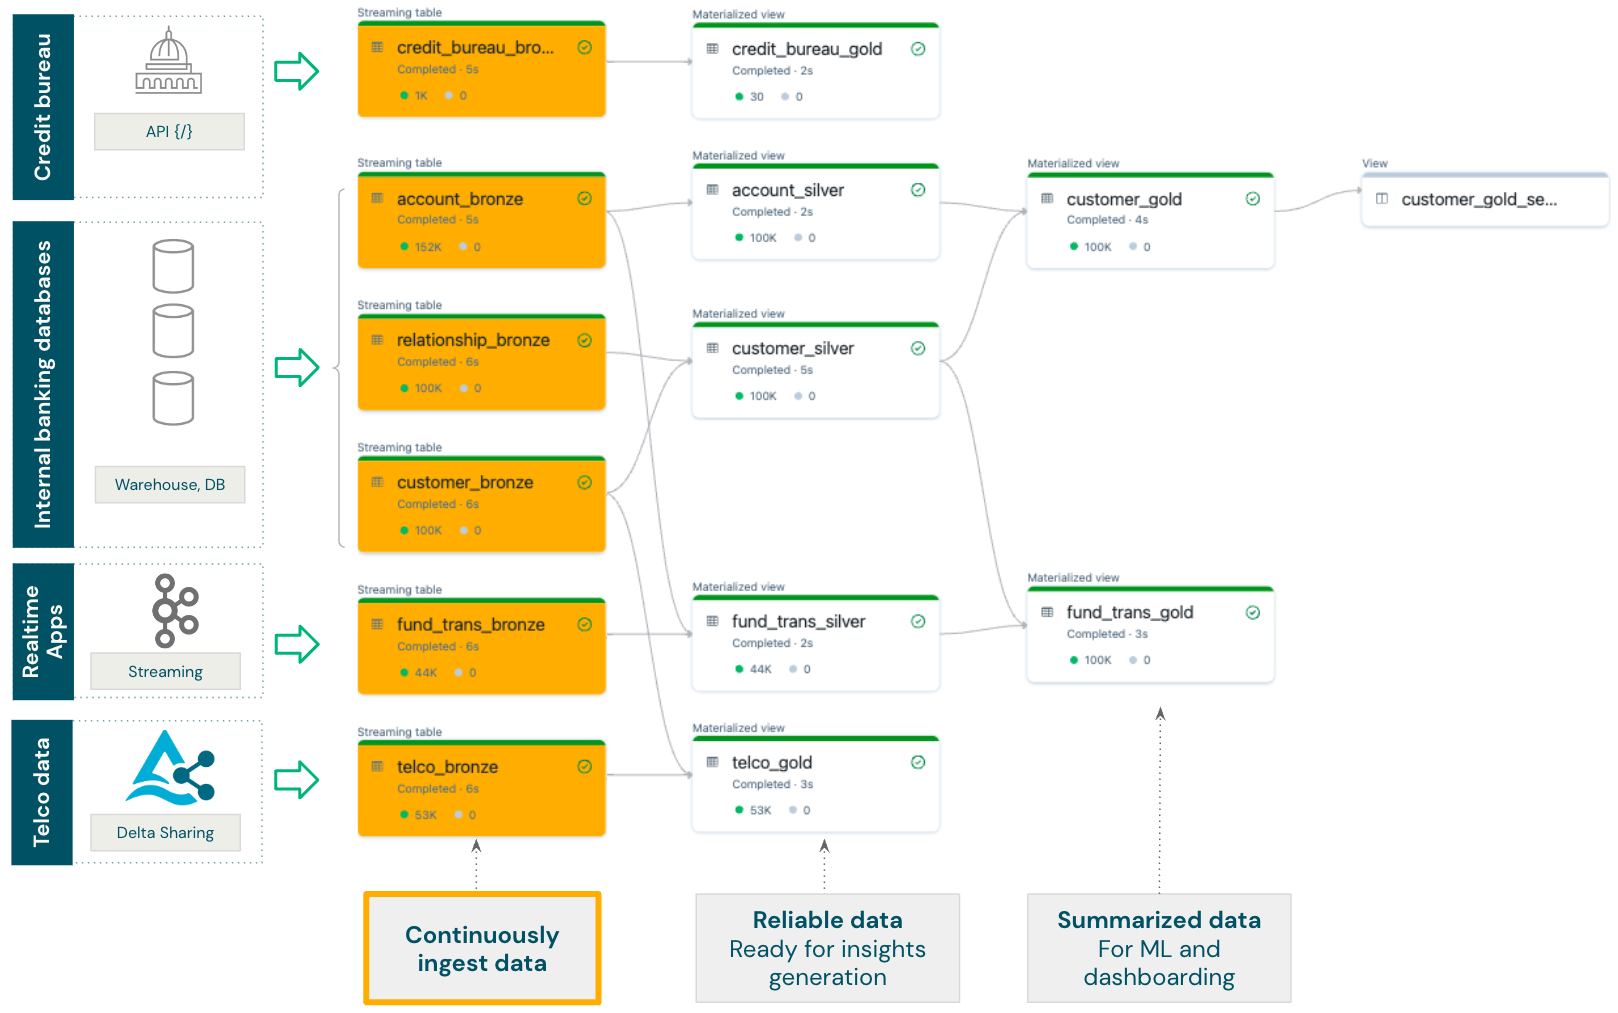 Credit bureau
API {/}
Internal banking databases
Warehouse, DB
Realtime
Apps
Streaming
Telco data
Delta Sharing
Streaming table
credit_bureau_bro...
Completed · 5s
1K 0
Materialized view
credit_bureau_gold
Completed · 2s
30 0
Streaming table
account_bronze
Completed · 5s
152K 0
Materialized view
account_silver
Completed · 2s
100K 0
Materialized view
customer_gold
Completed · 4s
100K 0
View
customer_gold_se...
Streaming table
relationship_bronze
Completed · 6s
100K 0
Materialized view
customer_silver
Completed · 5s
100K 0
Streaming table
customer_bronze
Completed · 6s
100K 0
Streaming table
fund_trans_bronze
Completed · 6s
44K 0
Materialized view
fund_trans_silver
Completed · 2s
44K 0
Materialized view
fund_trans_gold
Completed · 3s
100K 0
Streaming table
telco_bronze
Completed · 6s
53K 0
Materialized view
telco_gold
Completed · 3s
53K 0
Continuously
ingest data
Reliable data
Ready for insights
generation
Summarized data
For ML and
dashboarding